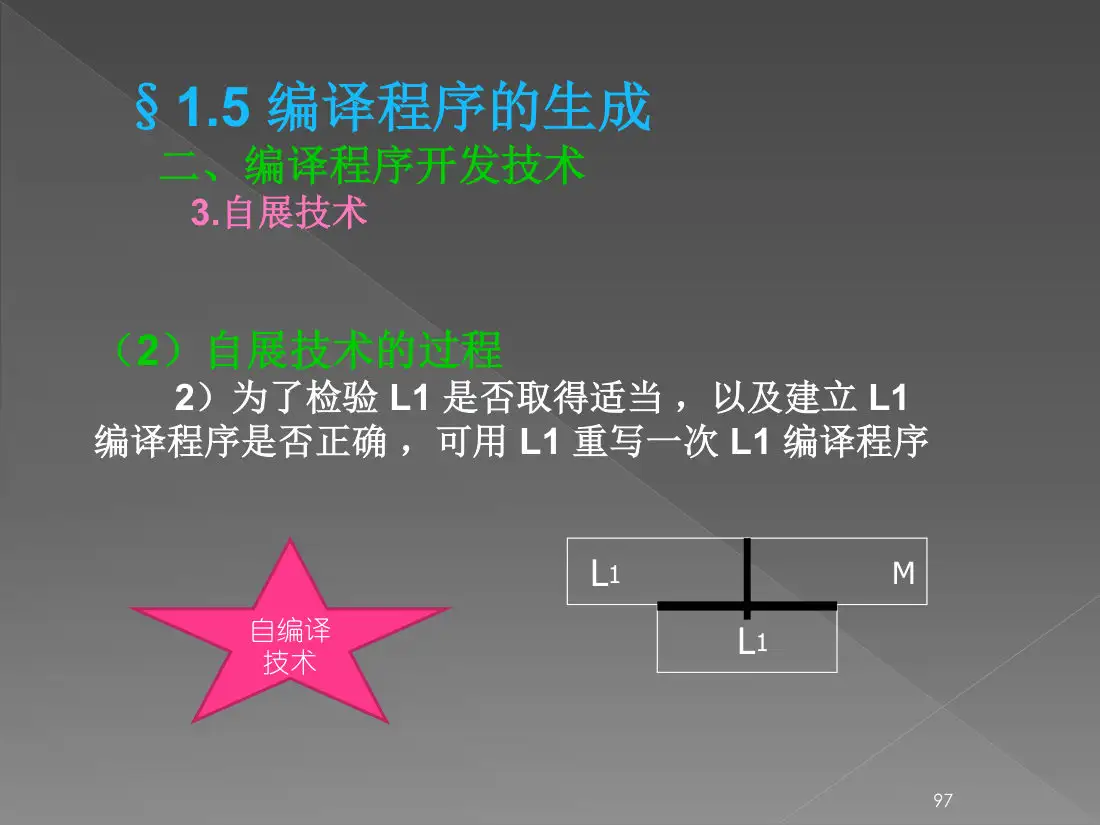 §1.5 编译程序的生成
二、编译程序开发技术
3.自展技术
（2）自展技术的过程
2）为了检验 L1 是否取得适当 ，以及建立 L1
编译程序是否正确 ，可用 L1 重写一次 L1 编译程序
自编译
技术
L1
M
L1
97